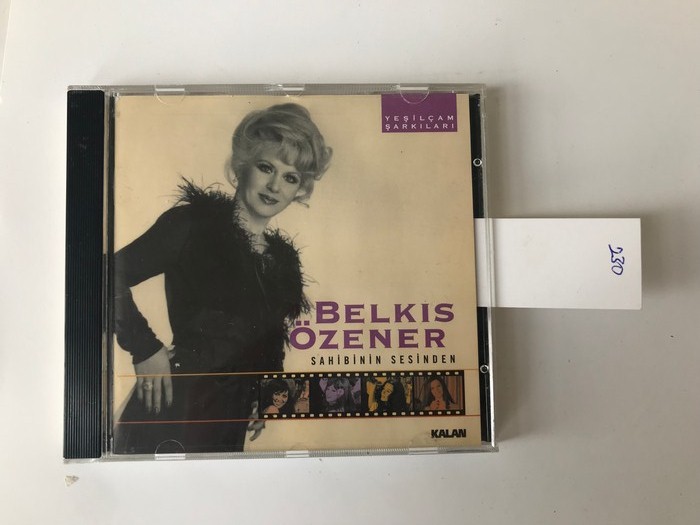 YEŞİLÇAM
ŞARKILARI
BELKIS
ÖZENER
SAHİBİNİN SESİNDEN
KALAN
230